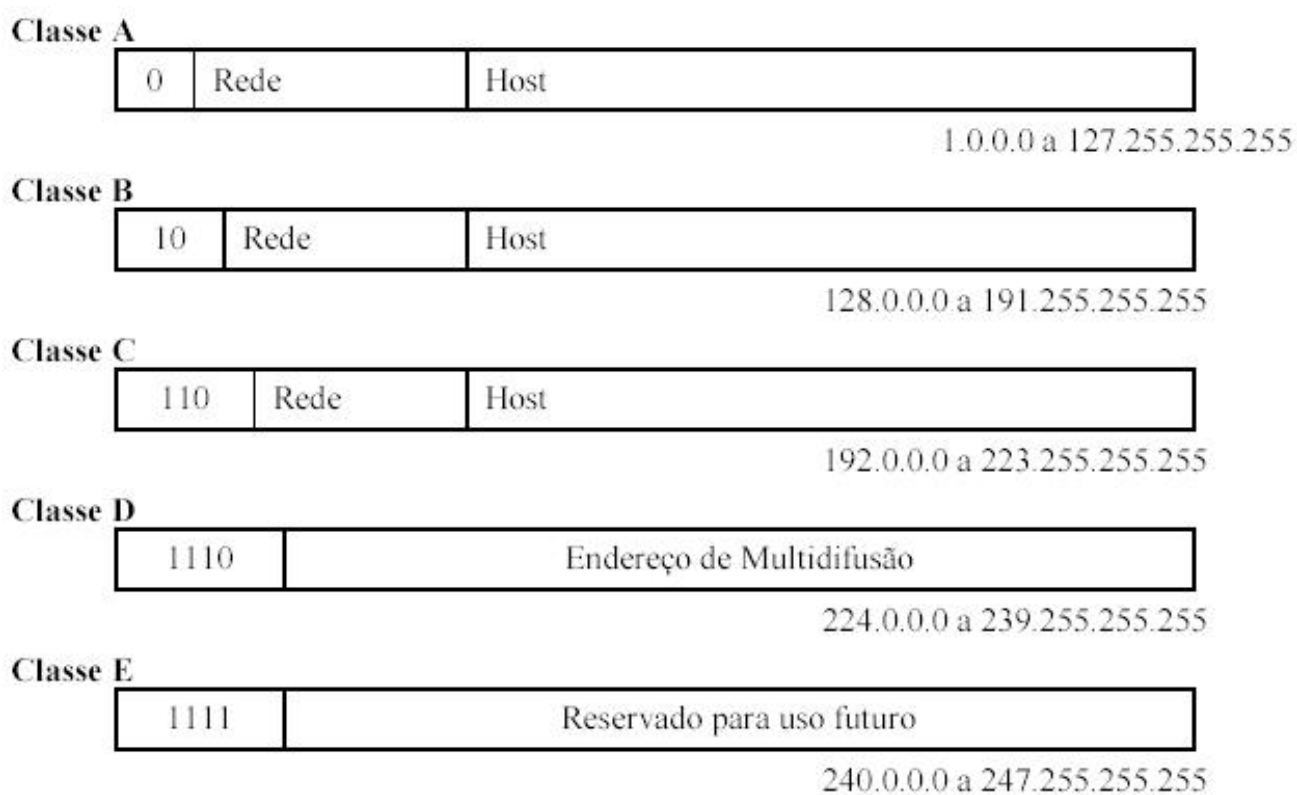 Classe A
0 Rede Host
1.0.0.0 a 127.255.255.255
Classe B
10 Rede Host
128.0.0.0 a 191.255.255.255
Classe C
110 Rede Host
192.0.0.0 a 223.255.255.255
Classe D
1110 Endereço de Multidifusão
224.0.0.0 a 239.255.255.255
Classe E
1111 Reservado para uso futuro
240.0.0.0 a 247.255.255.255